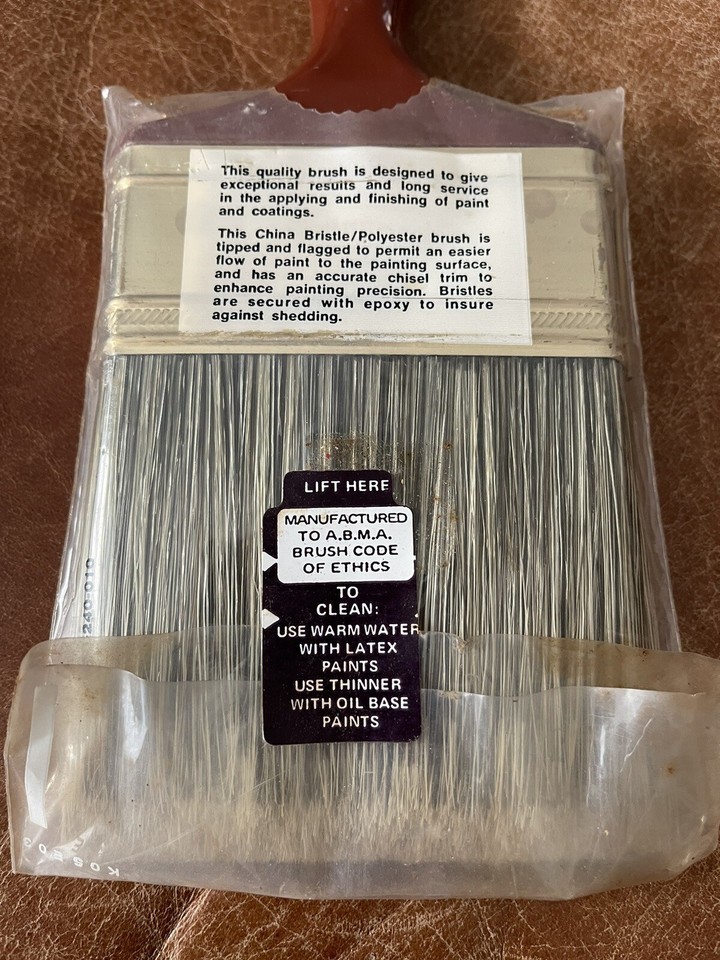 This quality brush is designed to give
exceptional results and long service
in the applying and finishing of paint
and coatings.
This China Bristle/Polyester brush is
tipped and flagged to permit an easier
flow of paint to the painting surface,
and has an accurate chisel trim to
enhance painting precision. Bristles
are secured with epoxy to insure
against shedding.
LIFT HERE
MANUFACTURED
TO A.B.M.A.
BRUSH CODE
OF ETHICS
TO
CLEAN:
USE WARM WATER
WITH LATEX
PAINTS
USE THINNER
WITH OIL BASE
PAINTS
240-010